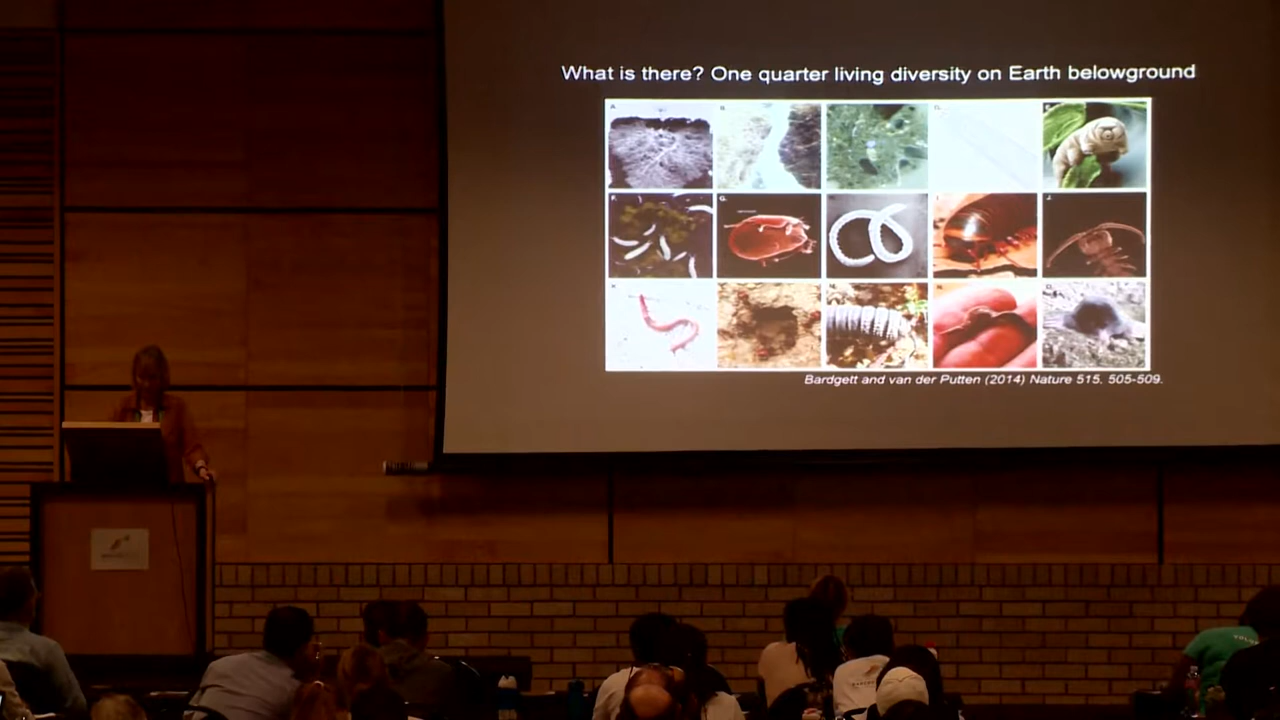 What is there? One quarter living diversity on Earth belowground
Bardgett and van der Putten (2014) Nature 515. 505-509.